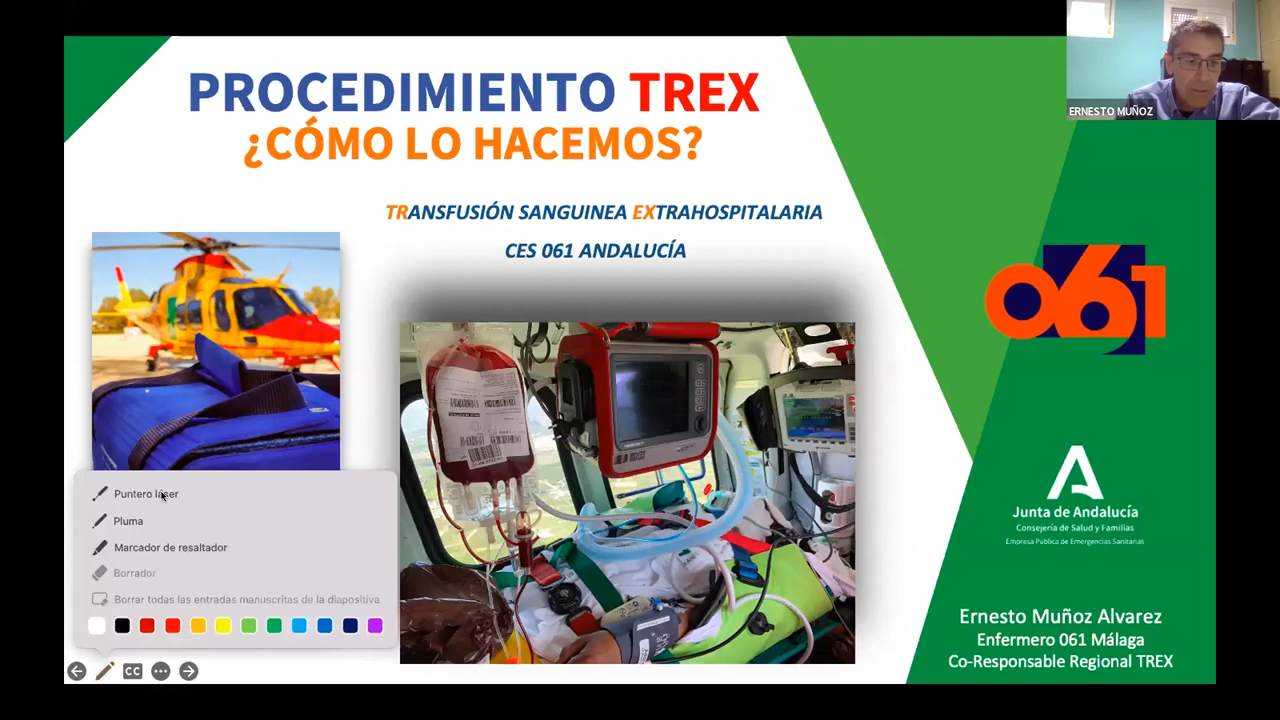 PROCEDIMIENTO TREX
¿CÓMO LO HACEMOS?
TRANSFUSIÓN SANGUINEA EXTRAHOSPITALARIA
CES 061 ANDALUCÍA
ERNESTO MUÑOZ
061
Junta de Andalucía
Consejería de Salud y Familias
Empresa Pública de Emergencias Sanitarias
Puntero láser
Pluma
Marcador de resaltador
Borrador
Borrar todas las entradas manuscritas de la diapositiva
CC
Ernesto Muñoz Alvarez
Enfermero 061 Málaga
Co-Responsable Regional TREX